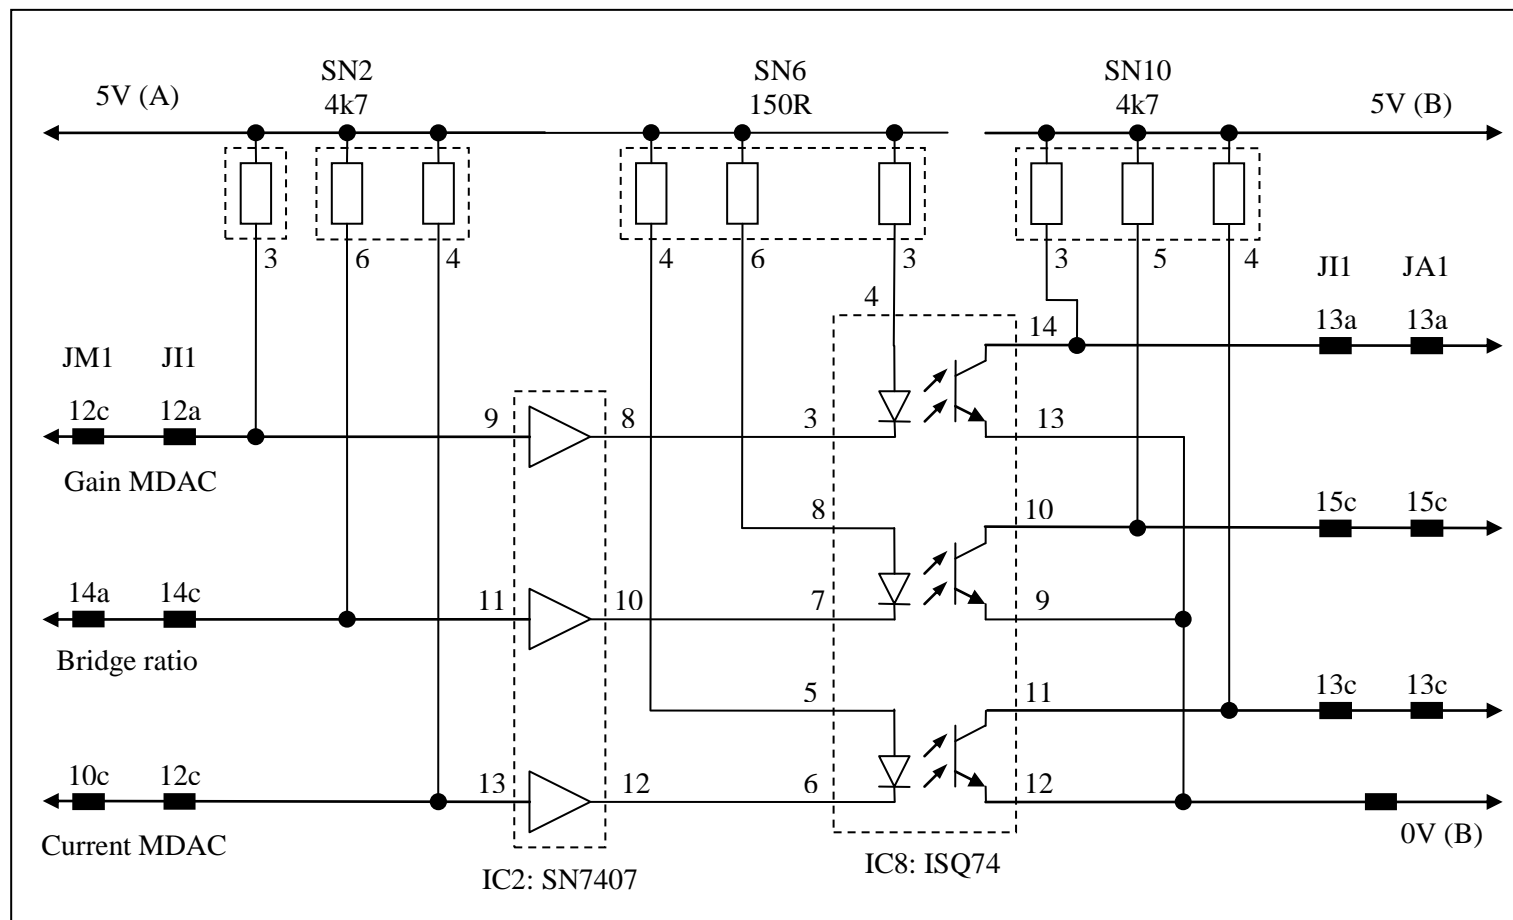 SN2
4k7
SN6
150R
SN10
4k7
5V (A)
5V (B)
3
6
4
4
6
3
3
5
4
4
JI1
JA1
14
13a
13a
JM1
JI1
12c
12a
9
8
3
13
Gain MDAC
8
10
15c
15c
14a
14c
11
10
7
9
Bridge ratio
5
11
13c
13c
10c
12c
13
12
6
12
Current MDAC
0V (B)
IC2: SN7407
IC8: ISQ74